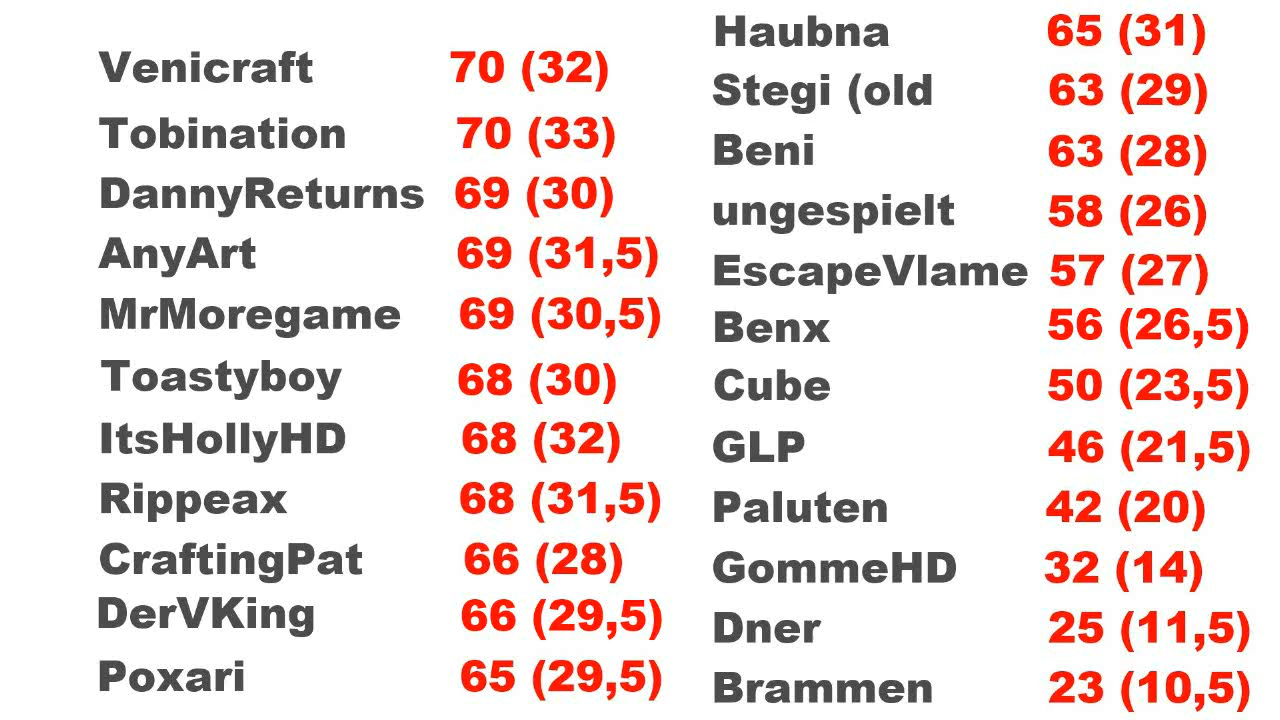 Venicraft 70 (32)
Tobination 70 (33)
DannyReturns 69 (30)
AnyArt 69 (31,5)
MrMoregame 69 (30,5)
Toastyboy 68 (30)
ItsHollyHD 68 (32)
Rippeax 68 (31,5)
CraftingPat 66 (28)
DerVKing 66 (29,5)
Poxari 65 (29,5)
Haubna 65 (31)
Stegi (old 63 (29)
Beni 63 (28)
ungespielt 58 (26)
EscapeVlame 57 (27)
Benx 56 (26,5)
Cube 50 (23,5)
GLP 46 (21,5)
Paluten 42 (20)
GommeHD 32 (14)
Dner 25 (11,5)
Brammen 23 (10,5)